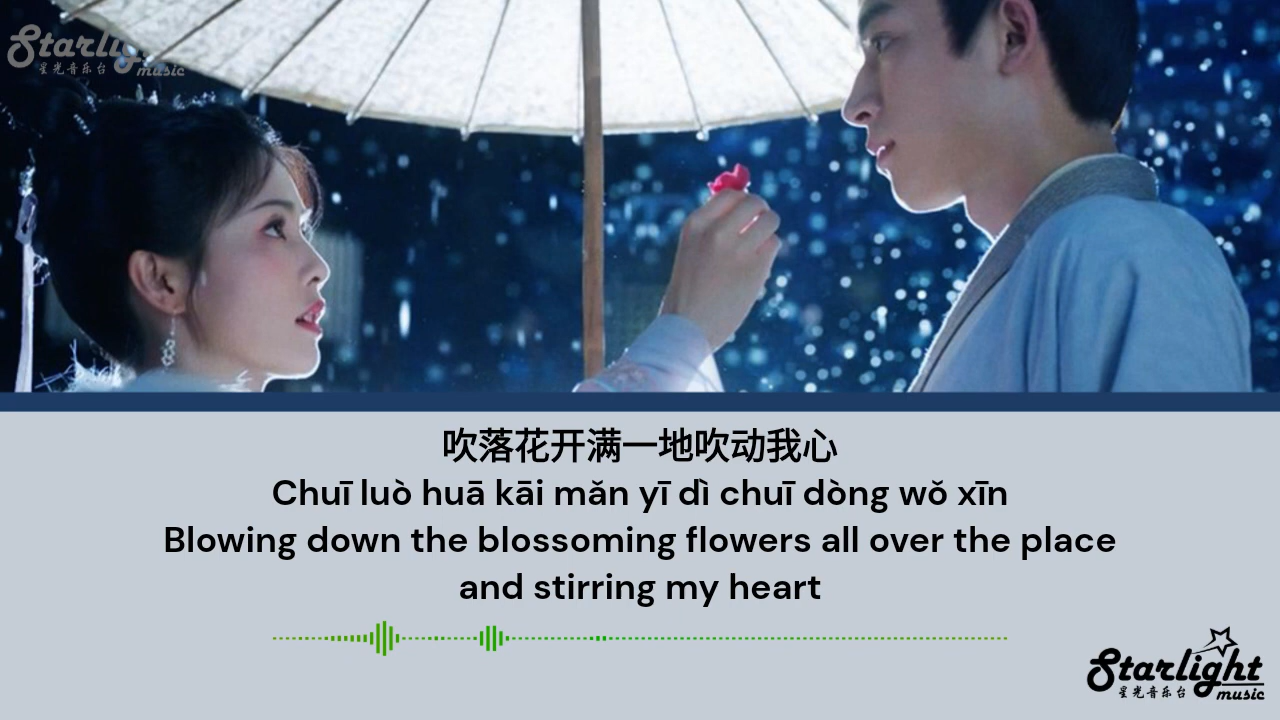 Starlight
星光音乐台 music
吹落花开满一地吹动我心
Chuī luò huā kāi mǎn yī dì chuī dòng wǒ xīn
Blowing down the blossoming flowers all over the place
and stirring my heart
Starlight
星光音乐台 music